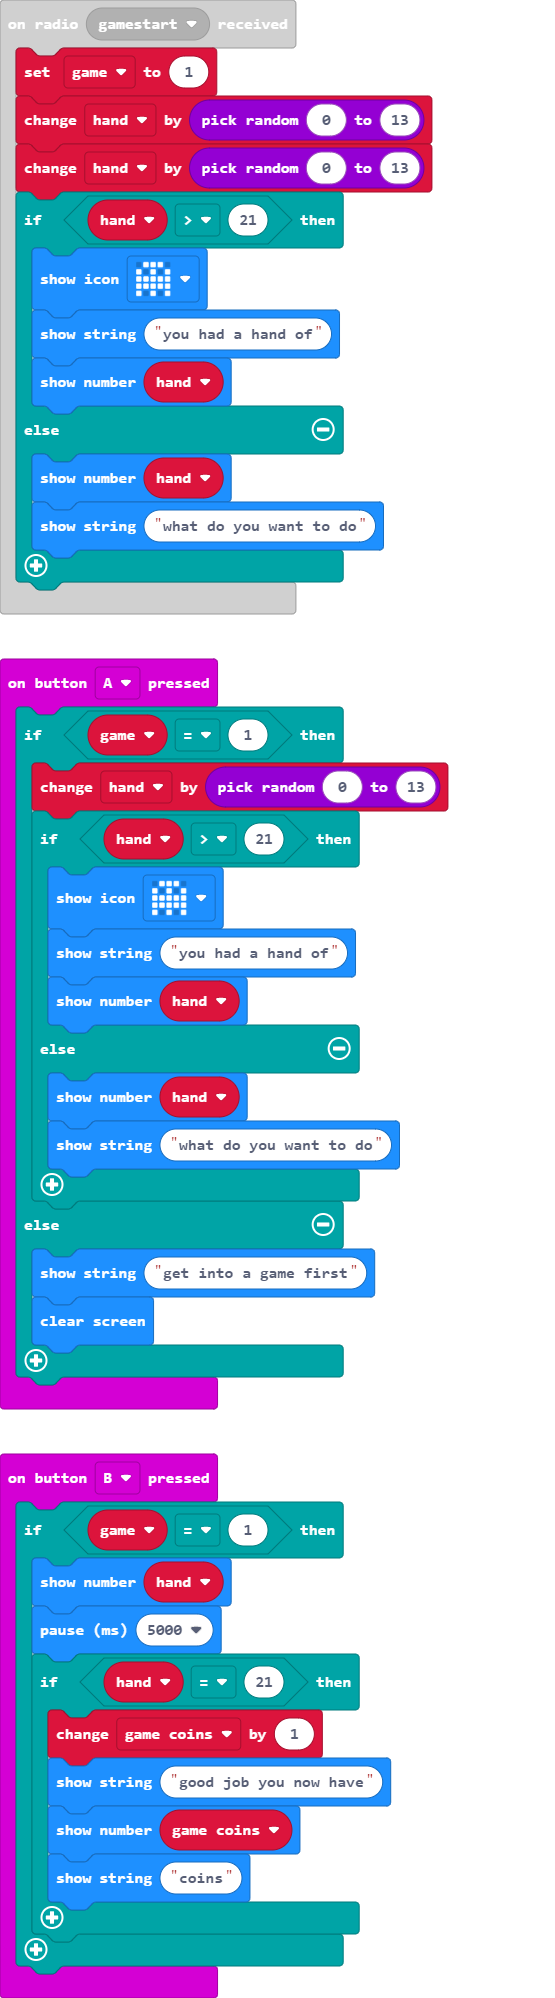 on radio gamestart received
set game to 1
change hand by pick random 0 to 13
change hand by pick random 0 to 13
if hand > 21 then
show icon
show string "you had a hand of"
show number hand
else
show number hand
show string "what do you want to do"
on button A pressed
if game = 1 then
change hand by pick random 0 to 13
if hand > 21 then
show icon
show string "you had a hand of"
show number hand
else
show number hand
show string "what do you want to do"
else
show string "get into a game first"
clear screen
on button B pressed
if game = 1 then
show number hand
pause (ms) 5000
if hand = 21 then
change game coins by 1
show string "good job you now have"
show number game coins
show string "coins"